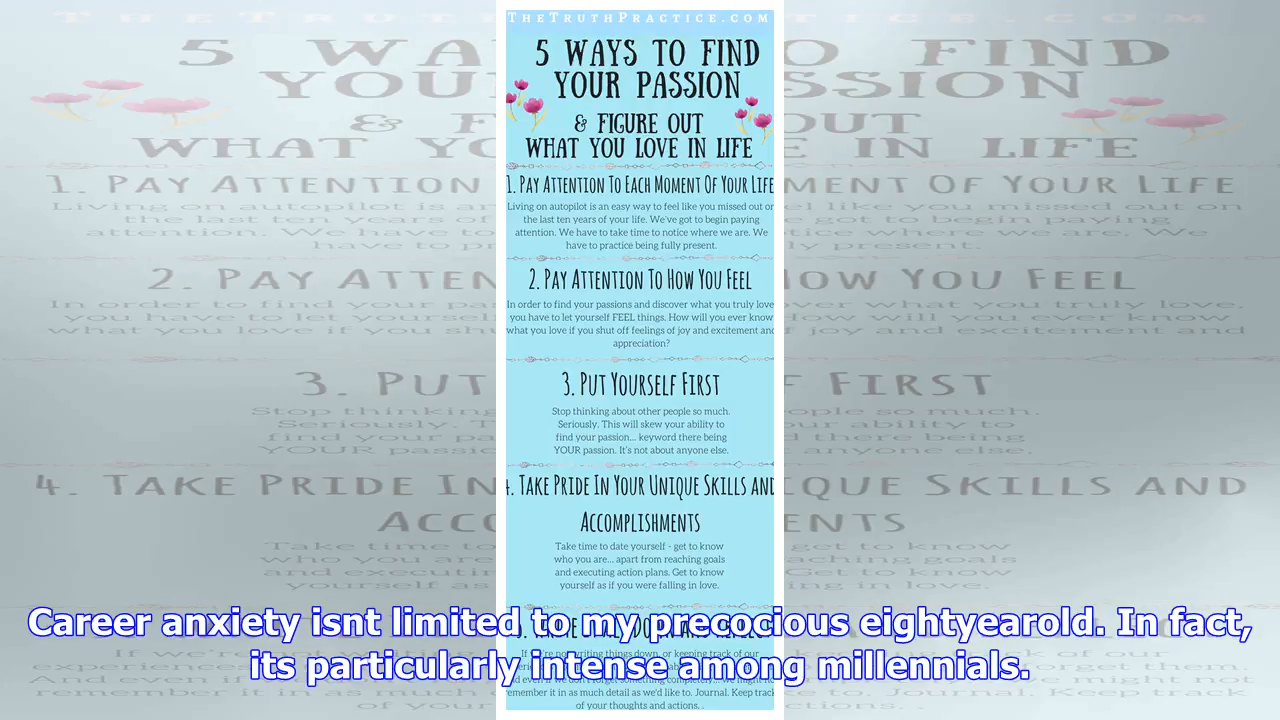 THETRUTHPRACTICE.COM
5 WAYS TO FIND
YOUR PASSION
& FIGURE OUT
WHAT YOU LOVE IN LIFE
1. PAY ATTENTION TO EACH MOMENT OF YOUR LIFE
Living on autopilot is an easy way to feel like you missed out on
the last ten years of your life. We've got to begin paying
attention. We have to take time to notice where we are. We
have to practice being fully present.
2. PAY ATTENTION TO HOW YOU FEEL
In order to find your passions and discover what you truly love
you have to let yourself FEEL things. How will you ever know
what you love if you shut off feelings of joy and excitement and
appreciation?
3. PUT YOURSELF FIRST
Stop thinking about other people so much.
Seriously. This will skew your ability to
find your passion... keyword there being
YOUR passion. It's not about anyone else.
4. TAKE PRIDE IN YOUR UNIQUE SKILLS AND
ACCOMPLISHMENTS
Take time to date yourself - get to know
who you are... apart from reaching goals
and executing action plans. Get to know
yourself as if you were falling in love.
Career anxiety isnt limited to my precocious eightyearold. In fact,
its particularly intense among millennials.
remember it in as much detail as we'd like to. Journal. Keep track
of your thoughts and actions. .